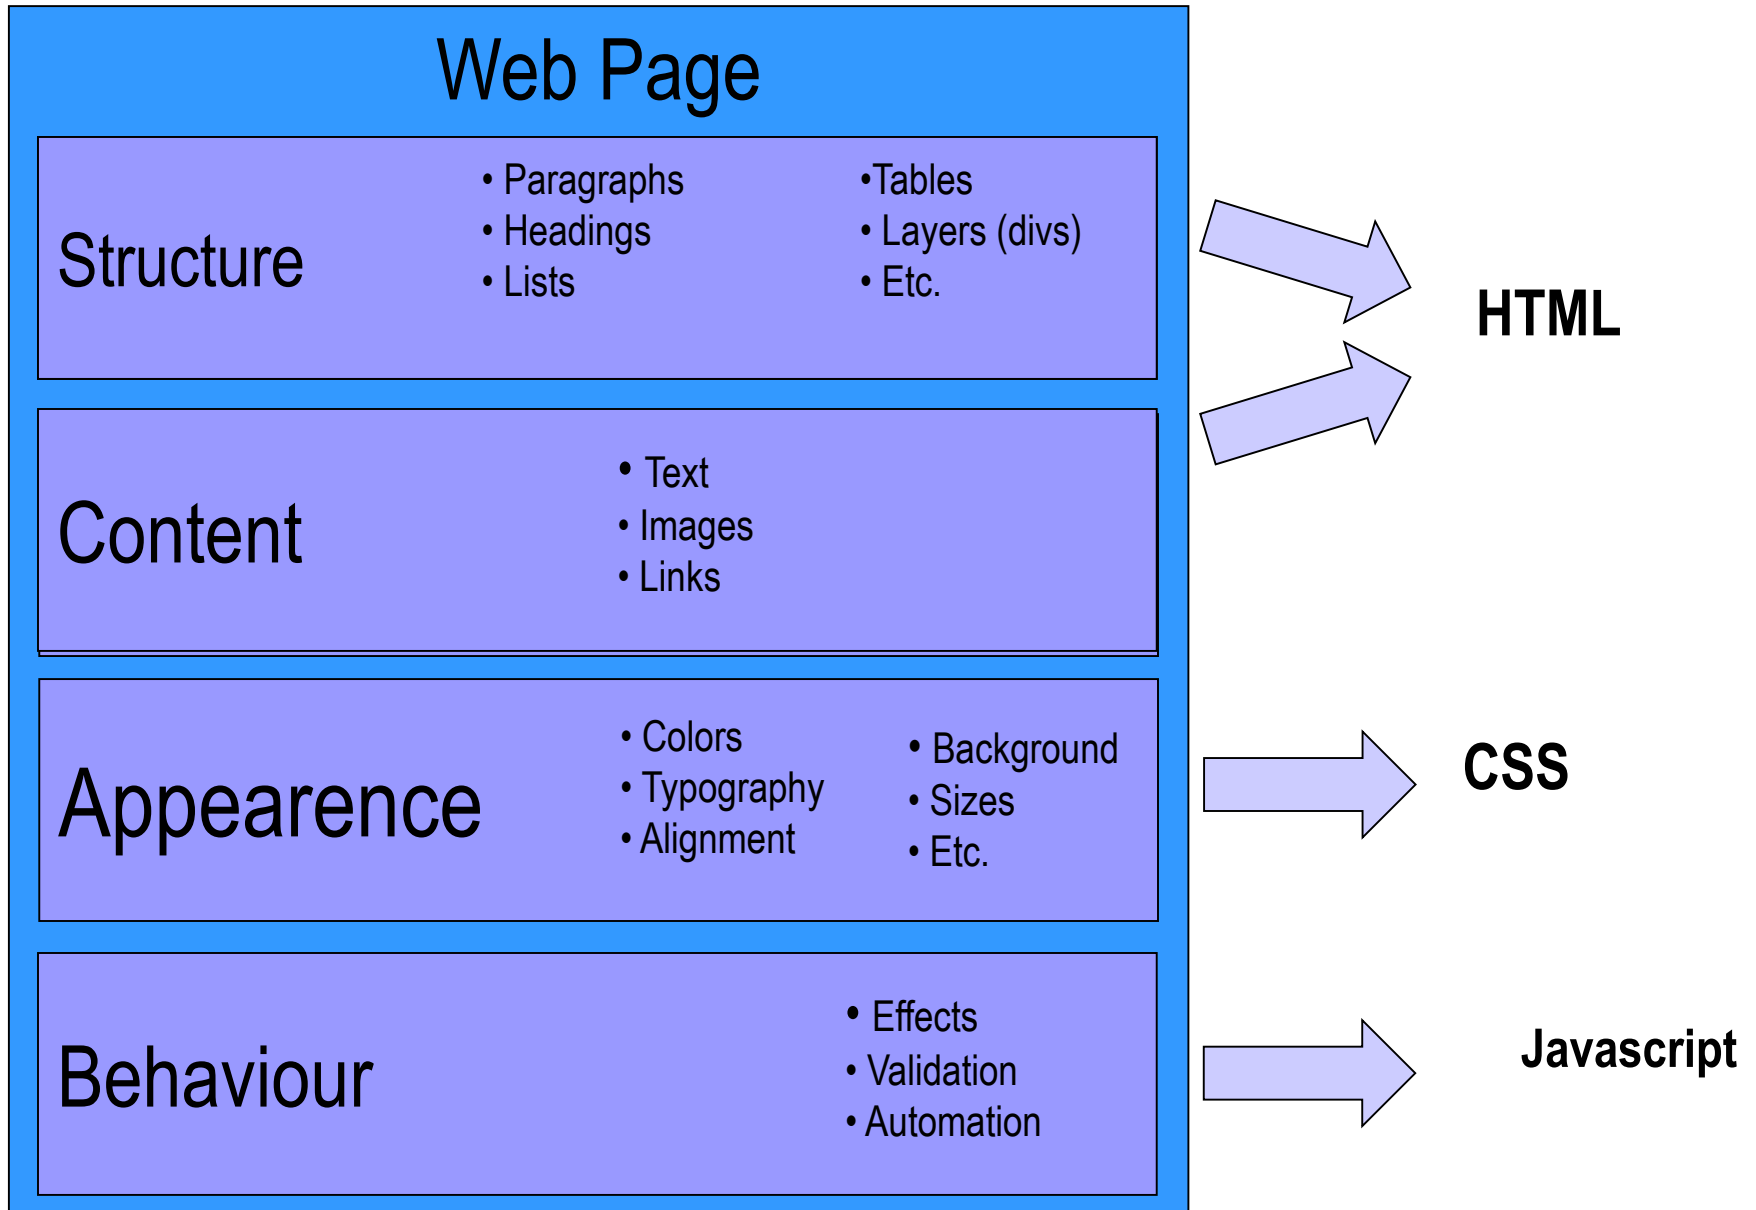 Web Page
Structure
• Paragraphs
• Headings
• Lists
•Tables
• Layers (divs)
• Etc.
HTML
Content
• Text
• Images
• Links
Appearence
• Colors
• Typography
• Alignment
• Background
• Sizes
• Etc.
CSS
Behaviour
• Effects
• Validation
• Automation
Javascript